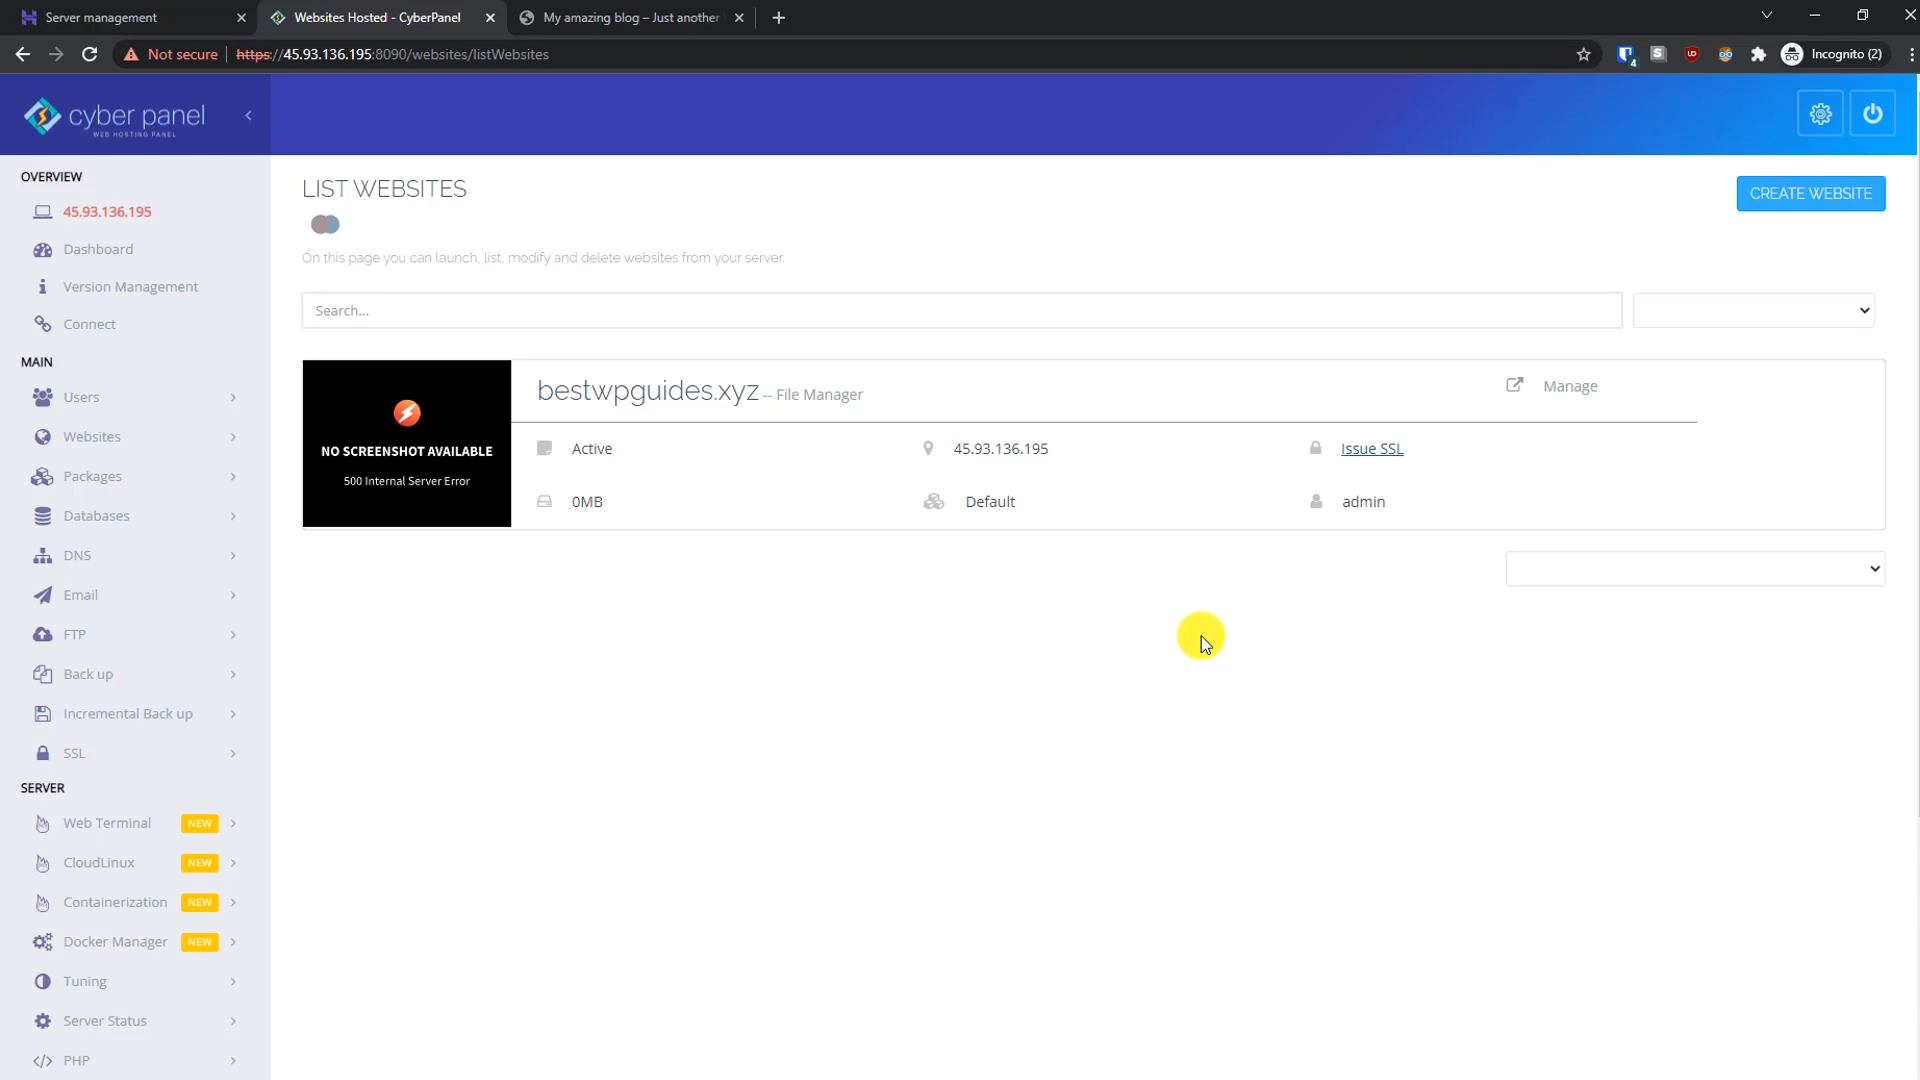 Server management
Websites Hosted - CyberPanel
My amazing blog – Just another
Not secure
https://45.93.136.195:8090/websites/listWebsites
4
Incognito (2)
cyber panel
WEB HOSTING PANEL
OVERVIEW
45.93.136.195
Dashboard
Version Management
Connect
MAIN
Users
Websites
Packages
Databases
DNS
Email
FTP
Back up
Incremental Back up
SSL
SERVER
Web Terminal NEW
CloudLinux NEW
Containerization NEW
Docker Manager NEW
Tuning
Server Status
PHP
LIST WEBSITES
CREATE WEBSITE
On this page you can launch, list, modify and delete websites from your server.
Search...
NO SCREENSHOT AVAILABLE
500 Internal Server Error
bestwpguides.xyz -- File Manager
Manage
Active
45.93.136.195
Issue SSL
0MB
Default
admin